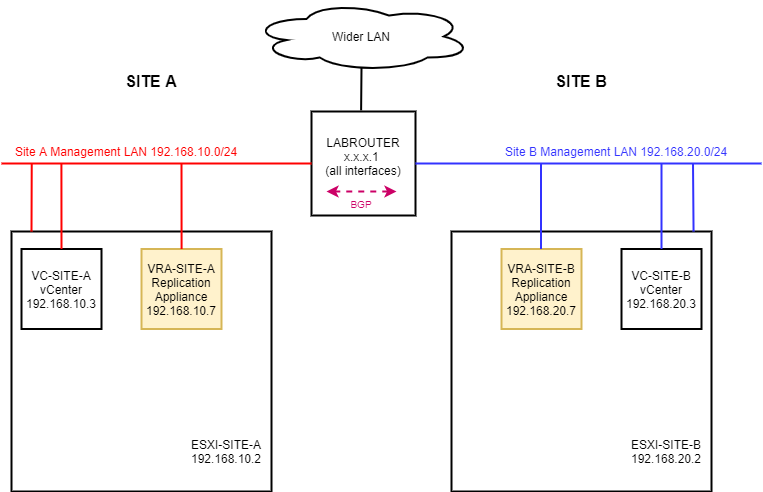 Wider LAN
SITE A
SITE B
LABROUTER
x.x.x.1
(all interfaces)
BGP
Site A Management LAN 192.168.10.0/24
Site B Management LAN 192.168.20.0/24
VC-SITE-A
vCenter
192.168.10.3
VRA-SITE-A
Replication
Appliance
192.168.10.7
VRA-SITE-B
Replication
Appliance
192.168.20.7
VC-SITE-B
vCenter
192.168.20.3
ESXI-SITE-A
192.168.10.2
ESXI-SITE-B
192.168.20.2